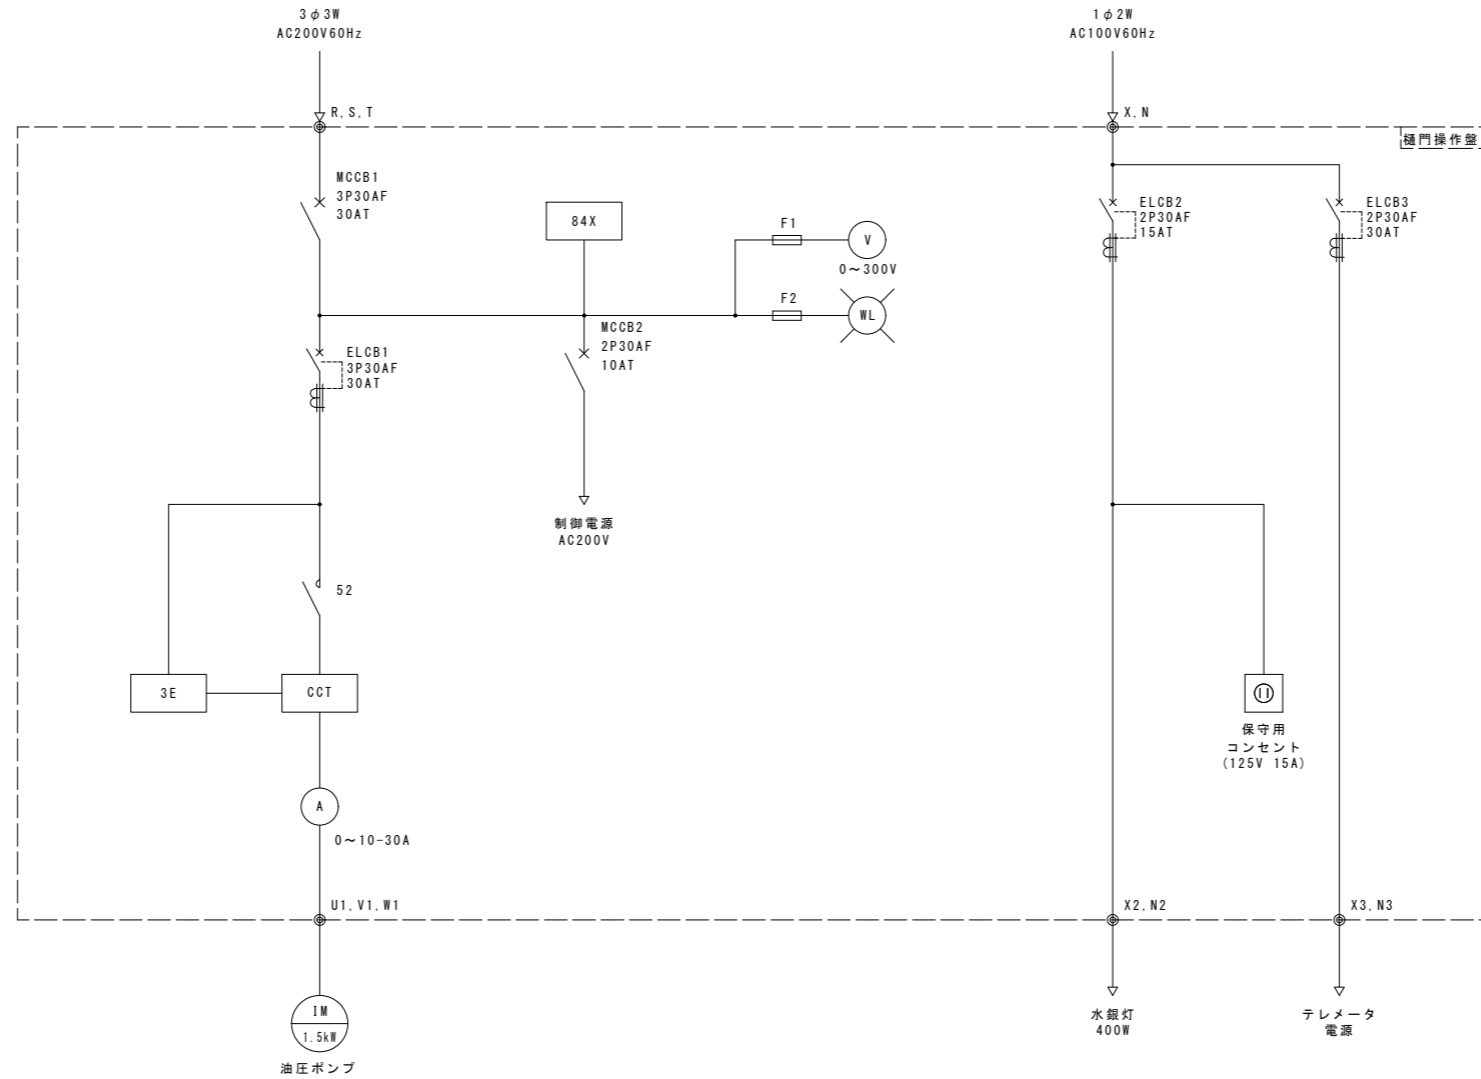 3φ3W
AC200V60Hz
1φ2W
AC100V60Hz
R,S,T
X,N
樋門操作盤
MCCB1
3P30AF
30AT
84X
F1
V
0～300V
F2
WL
ELCB2
2P30AF
15AT
ELCB3
2P30AF
30AT
MCCB2
2P30AF
10AT
ELCB1
3P30AF
30AT
制御電源
AC200V
52
3E
CCT
保守用
コンセント
(125V 15A)
A
0～10-30A
U1,V1,W1
X2,N2
X3,N3
IM
1.5kW
油圧ポンプ
水銀灯
400W
テレメータ
電源